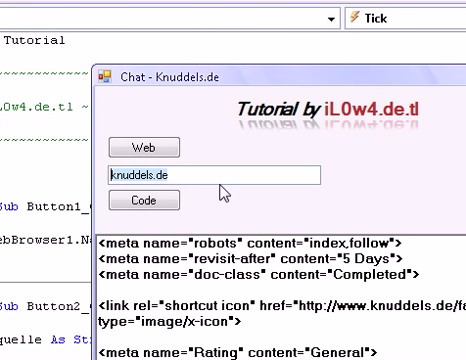 Tick
Tutorial
Chat - Knuddels.de
Tutorial by iL0w4.de.tl
L0w4.de.tl ~
Web
knuddels.de
Code
Sub Button1_
ebBrowser1.Na
<meta name="robots" content="index,follow">
<meta name="revisit-after" content="5 Days">
<meta name="doc-class" content="Completed">
<link rel="shortcut icon" href="http://www.knuddels.de/fa
type="image/x-icon">
Sub Button2_
quelle As St
<meta name="Rating" content="General">